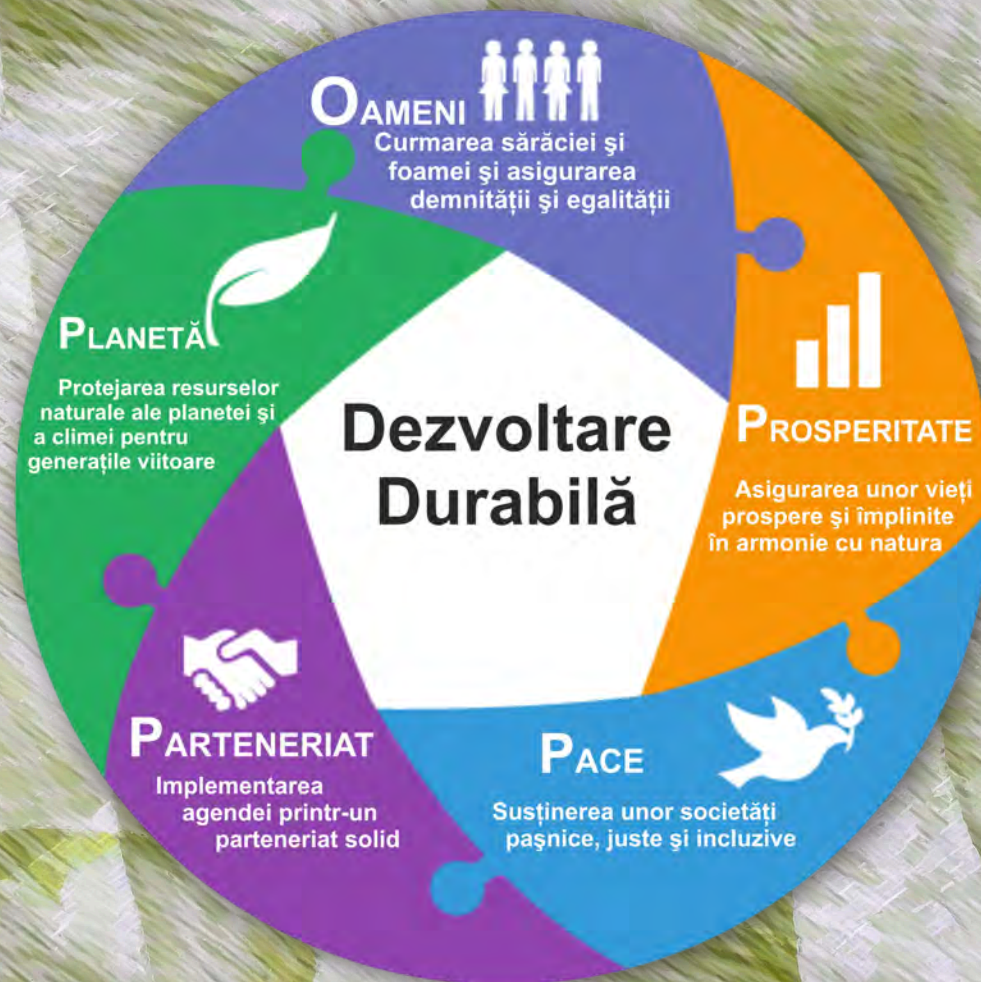 OAMENI
Curmarea sărăciei şi
foamei şi asigurarea
demnităţii şi egalităţii
PROSPERITATE
Asigurarea unor vieţi
prospere şi împlinite
în armonie cu natura
PACE
Susţinerea unor societăţi
paşnice, juste şi incluzive
PARTENERIAT
Implementarea
agendei printr-un
parteneriat solid
PLANETĂ
Protejarea resurselor
naturale ale planetei şi
a climei pentru
generaţile viitoare
Dezvoltare
Durabilă